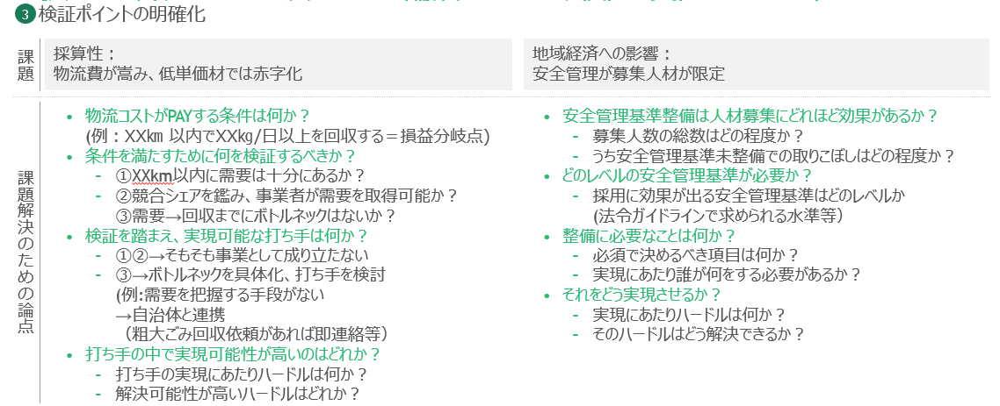 3 検証ポイントの明確化
課題
採算性：
物流費が嵩み、低単価材では赤字化
地域経済への影響：
安全管理が募集人材が限定
課題解決のための論点
• 物流コストがPAYする条件は何か？
(例：XX㎞ 以内でXX㎏/日以上を回収する＝損益分岐点)
• 条件を満たすために何を検証するべきか？
- ①XXkm以内に需要は十分にあるか？
- ②競合シェアを鑑み、事業者が需要を取得可能か？
③需要→回収までにボトルネックはないか？
• 検証を踏まえ、実現可能な打ち手は何か？
- ①②→そもそも事業として成り立たない
- ③→ボトルネックを具体化、打ち手を検討
(例:需要を把握する手段がない
→自治体と連携
（粗大ごみ回収依頼があれば即連絡等）
• 打ち手の中で実現可能性が高いのはどれか？
- 打ち手の実現にあたりハードルは何か？
- 解決可能性が高いハードルはどれか？
• 安全管理基準整備は人材募集にどれほど効果があるか？
- 募集人数の総数はどの程度か？
- うち安全管理基準未整備での取りこぼしはどの程度か？
• どのレベルの安全管理基準が必要か？
- 採用に効果が出る安全管理基準はどのレベルか
(法令ガイドラインで求められる水準等）
• 整備に必要なことは何か？
- 必須で決めるべき項目は何か？
- 実現にあたり誰が何をする必要があるか？
• それをどう実現させるか？
- 実現にあたりハードルは何か？
- そのハードルはどう解決できるか？